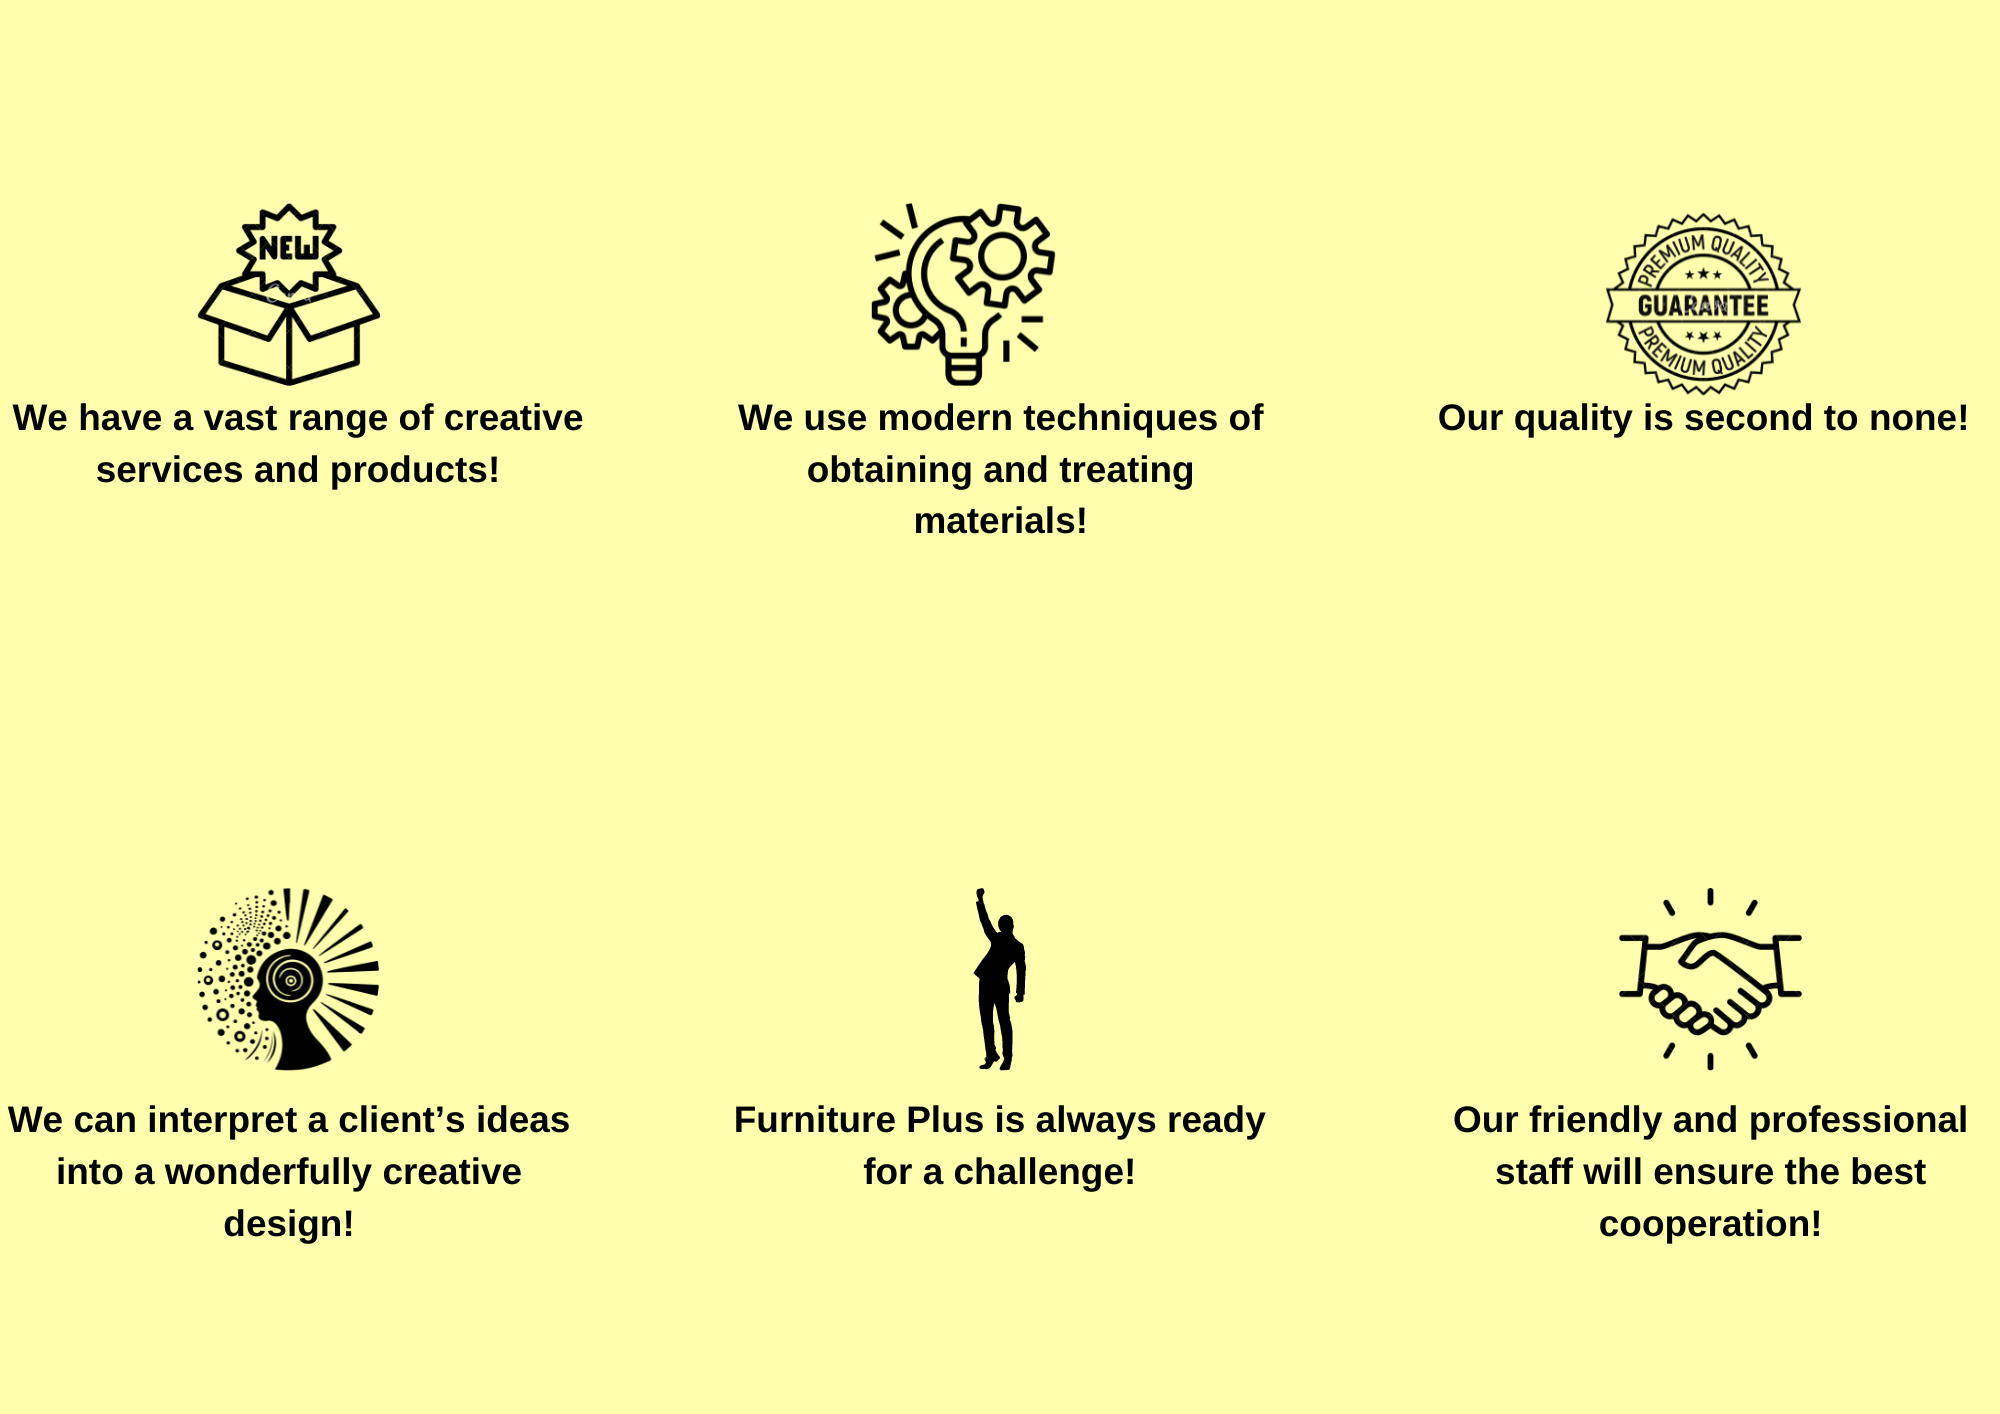 NEW
We have a vast range of creative
services and products!
We use modern techniques of
obtaining and treating
materials!
PREMIUM QUALITY
GUARANTEE
PREMIUM QUALITY
Our quality is second to none!
We can interpret a client’s ideas
into a wonderfully creative
design!
Furniture Plus is always ready
for a challenge!
Our friendly and professional
staff will ensure the best
cooperation!